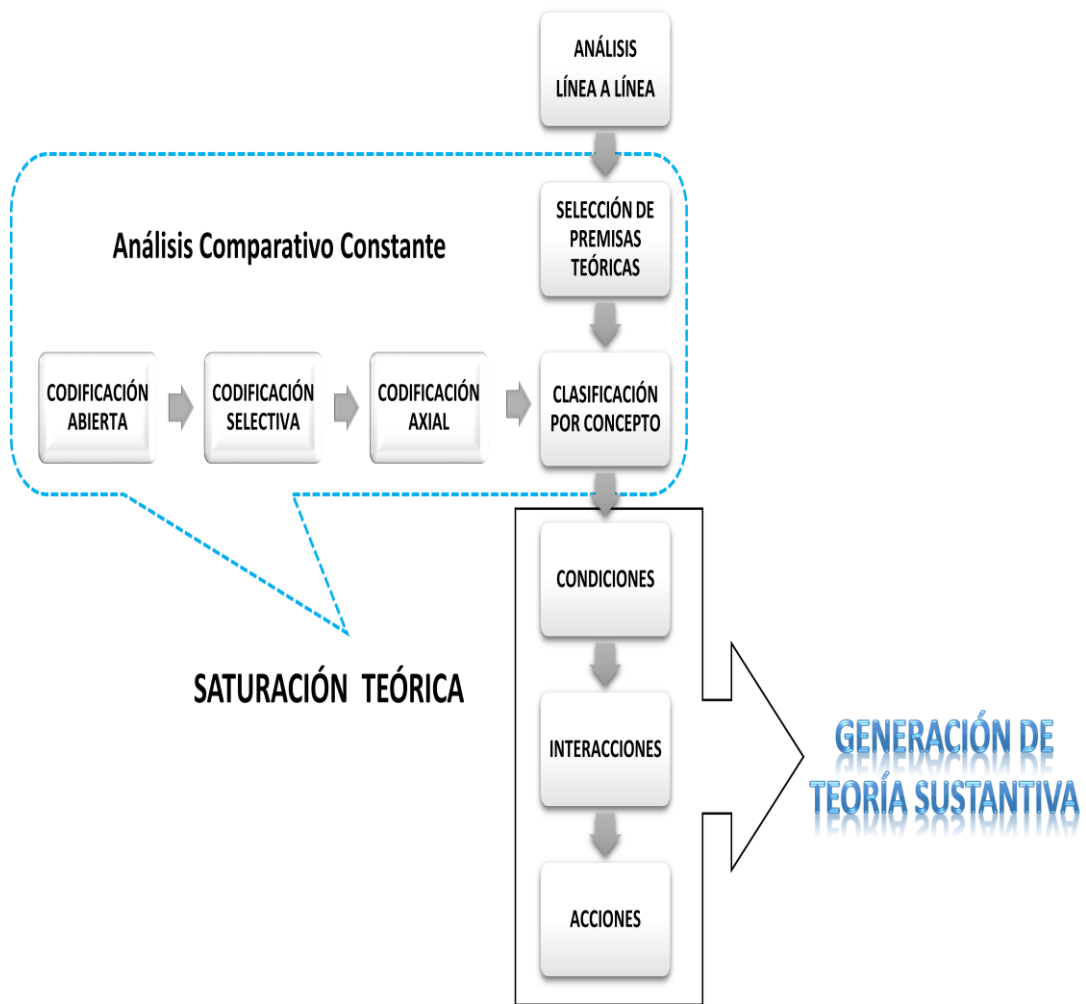 ANÁLISIS
LÍNEA A LÍNEA
SELECCIÓN DE
PREMISAS
TEÓRICAS
Análisis Comparativo Constante
CODIFICACIÓN
ABIERTA
CODIFICACIÓN
SELECTIVA
CODIFICACIÓN
AXIAL
CLASIFICACIÓN
POR CONCEPTO
CONDICIONES
SATURACIÓN TEÓRICA
INTERACCIONES
GENERACIÓN DE
TEORÍA SUSTANTIVA
ACCIONES